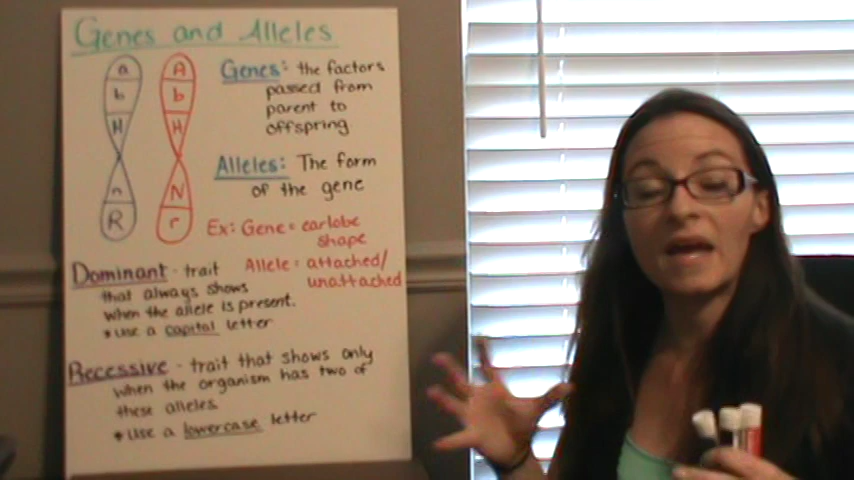 Genes and Alleles
a
b
H
n
R
A
b
H
N
r
Genes: the factors
passed from
parent to
offspring
Alleles: The form
of the gene
Ex: Gene = earlobe
shape
Allele = attached/
unattached
Dominant - trait
that always shows
when the allele is present.
* use a capital letter
Recessive - trait that shows only
when the organism has two of
these alleles.
* use a lowercase letter